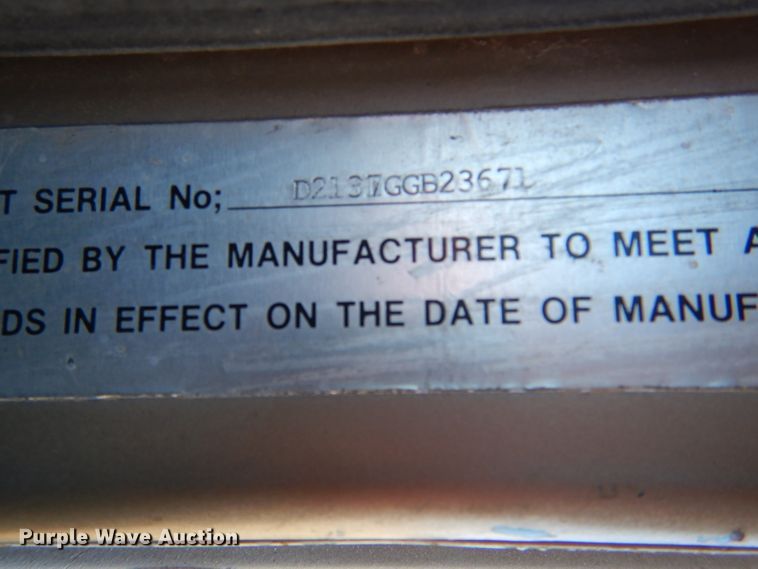 T SERIAL No; D2137GGB23671
FIED BY THE MANUFACTURER TO MEET A
DS IN EFFECT ON THE DATE OF MANUF
Purple Wave Auction